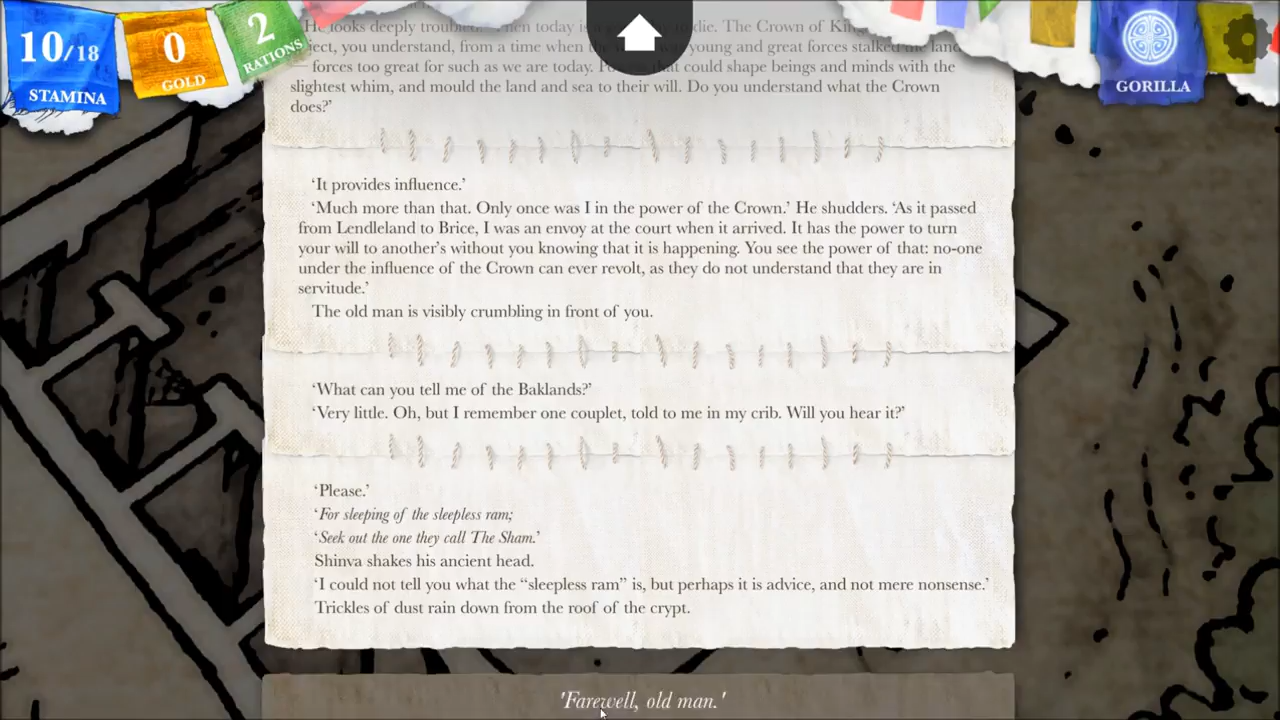 10/18
STAMINA
0
GOLD
2
RATIONS
GORILLA
He looks deeply troubled. 
die. The Crown of
ject, you understand, from a time when young and great forces stalked the land
— forces too great for such as we are today. that could shape beings and minds with the
slightest whim, and mould the land and sea to their will. Do you understand what the Crown
does?’
‘It provides influence.’
‘Much more than that. Only once was I in the power of the Crown.’ He shudders. ‘As it passed
from Lendleland to Brice, I was an envoy at the court when it arrived. It has the power to turn
your will to another’s without you knowing that it is happening. You see the power of that: no-one
under the influence of the Crown can ever revolt, as they do not understand that they are in
servitude.’
The old man is visibly crumbling in front of you.
‘What can you tell me of the Baklands?’
‘Very little. Oh, but I remember one couplet, told to me in my crib. Will you hear it?’
‘Please.’
‘For sleeping of the sleepless ram;
‘Seek out the one they call The Sham.’
Shinva shakes his ancient head.
‘I could not tell you what the “sleepless ram” is, but perhaps it is advice, and not mere nonsense.’
Trickles of dust rain down from the roof of the crypt.
'Farewell, old man.'